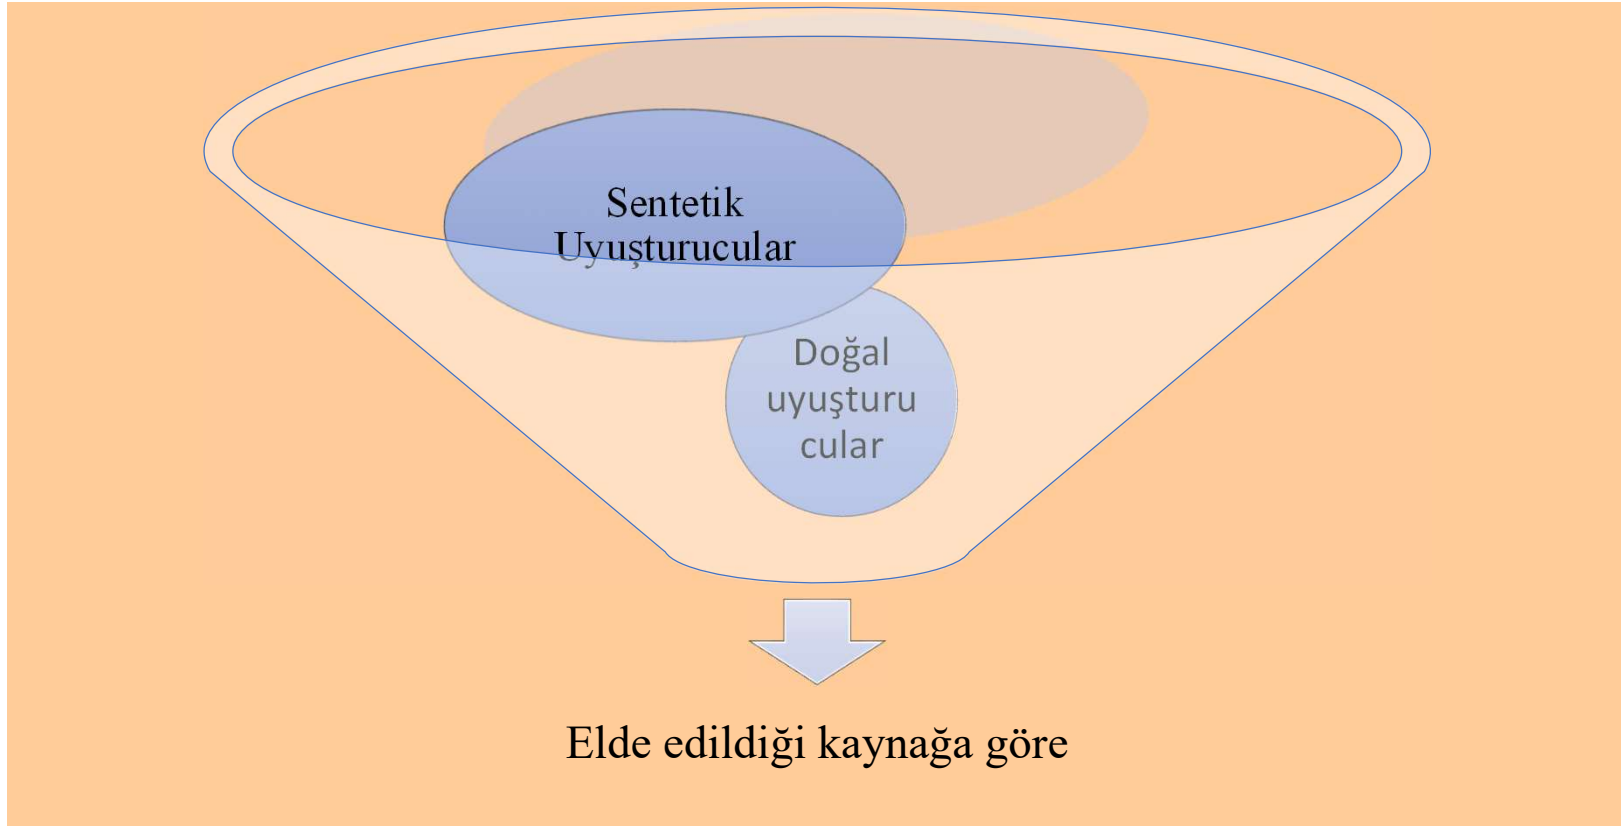 Sentetik
Uyuşturucular
Doğal
uyuşturu
cular
Elde edildiği kaynağa göre